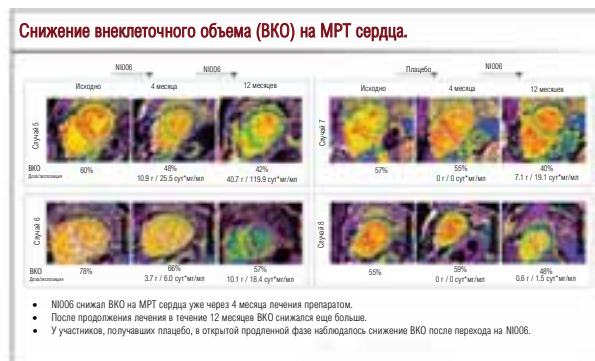 Снижение внеклеточного объема (ВКО) на МРТ сердца.
NI006 NI006
Исходно 4 месяца 12 месяцев
Случай 5
ВКО 60% 48% 42%
Доза/экспозиция 10.9 г / 25.5 сут*мг/мл 40.7 г / 119.9 сут*мг/мл
Случай 6
ВКО 78% 66% 57%
Доза/экспозиция 3.7 г / 6.0 сут*мг/мл 10.1 г / 18.4 сут*мг/мл
Плацебо NI006
Исходно 4 месяца 12 месяцев
Случай 7
57% 55% 40%
0 г / 0 сут*мг/мл 7.1 г / 19.1 сут*мг/мл
Случай 8
55% 59% 48%
0 г / 0 сут*мг/мл 0.6 г / 1.5 сут*мг/мл
• NI006 снижал ВКО на МРТ сердца уже через 4 месяца лечения препаратом.
• После продолжения лечения в течение 12 месяцев ВКО снижался еще больше.
• У участников, получавших плацебо, в открытой продленной фазе наблюдалось снижение ВКО после перехода на NI006.